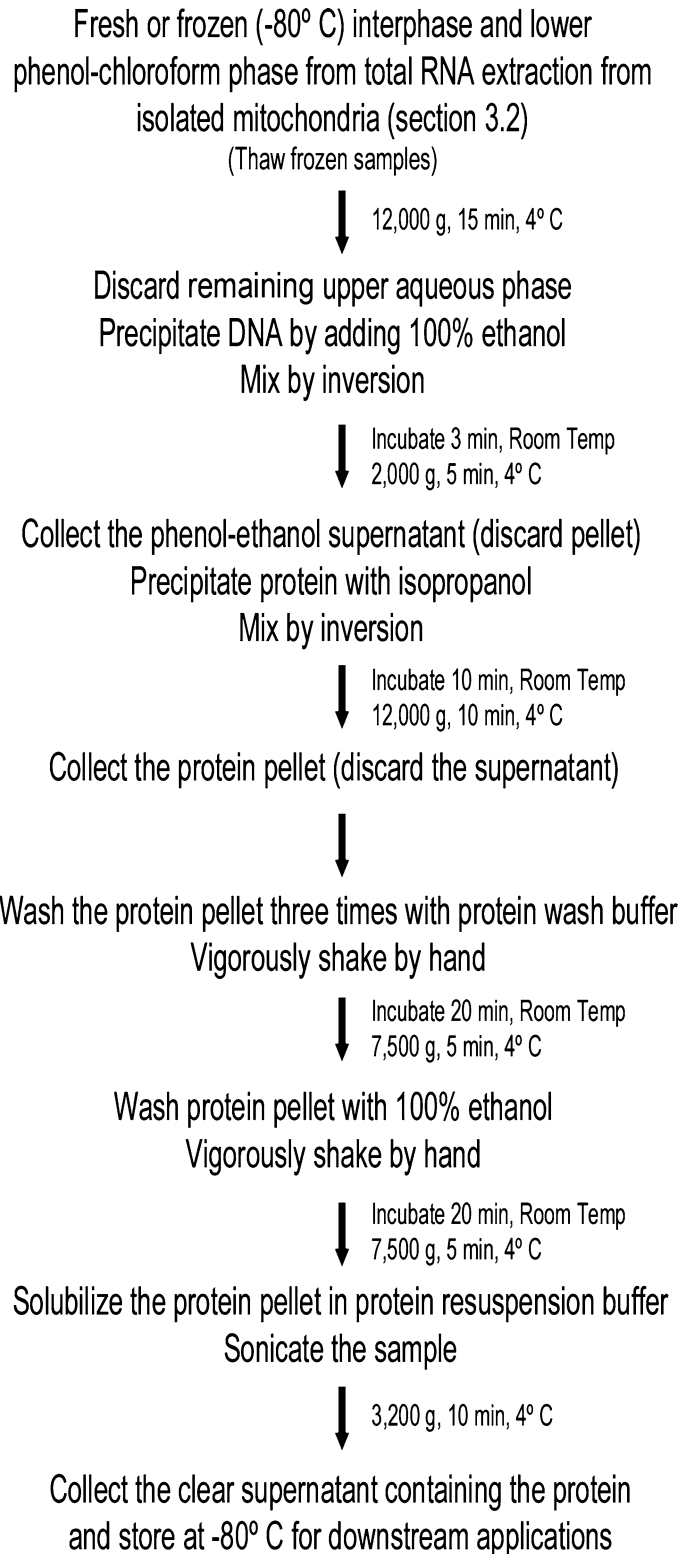 Fresh or frozen (-80º C) interphase and lower
phenol-chloroform phase from total RNA extraction from
isolated mitochondria (section 3.2)
(Thaw frozen samples)
12,000 g, 15 min, 4º C
Discard remaining upper aqueous phase
Precipitate DNA by adding 100% ethanol
Mix by inversion
Incubate 3 min, Room Temp
2,000 g, 5 min, 4º C
Collect the phenol-ethanol supernatant (discard pellet)
Precipitate protein with isopropanol
Mix by inversion
Incubate 10 min, Room Temp
12,000 g, 10 min, 4º C
Collect the protein pellet (discard the supernatant)
Wash the protein pellet three times with protein wash buffer
Vigorously shake by hand
Incubate 20 min, Room Temp
7,500 g, 5 min, 4º C
Wash protein pellet with 100% ethanol
Vigorously shake by hand
Incubate 20 min, Room Temp
7,500 g, 5 min, 4º C
Solubilize the protein pellet in protein resuspension buffer
Sonicate the sample
3,200 g, 10 min, 4º C
Collect the clear supernatant containing the protein
and store at -80º C for downstream applications